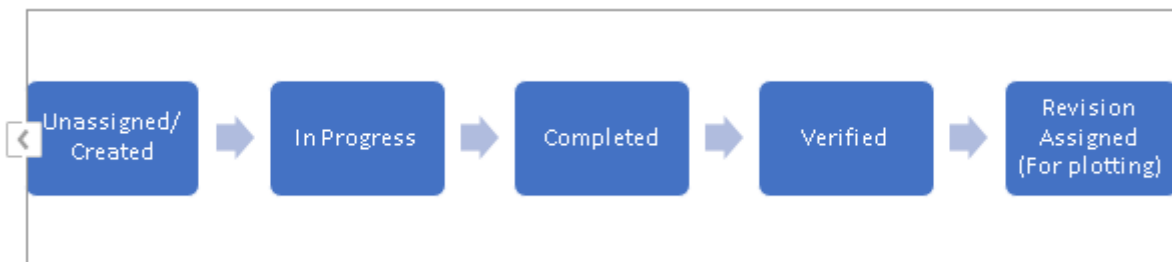 Unassigned/
Created
In Progress
Completed
Verified
Revision
Assigned
(For plotting)